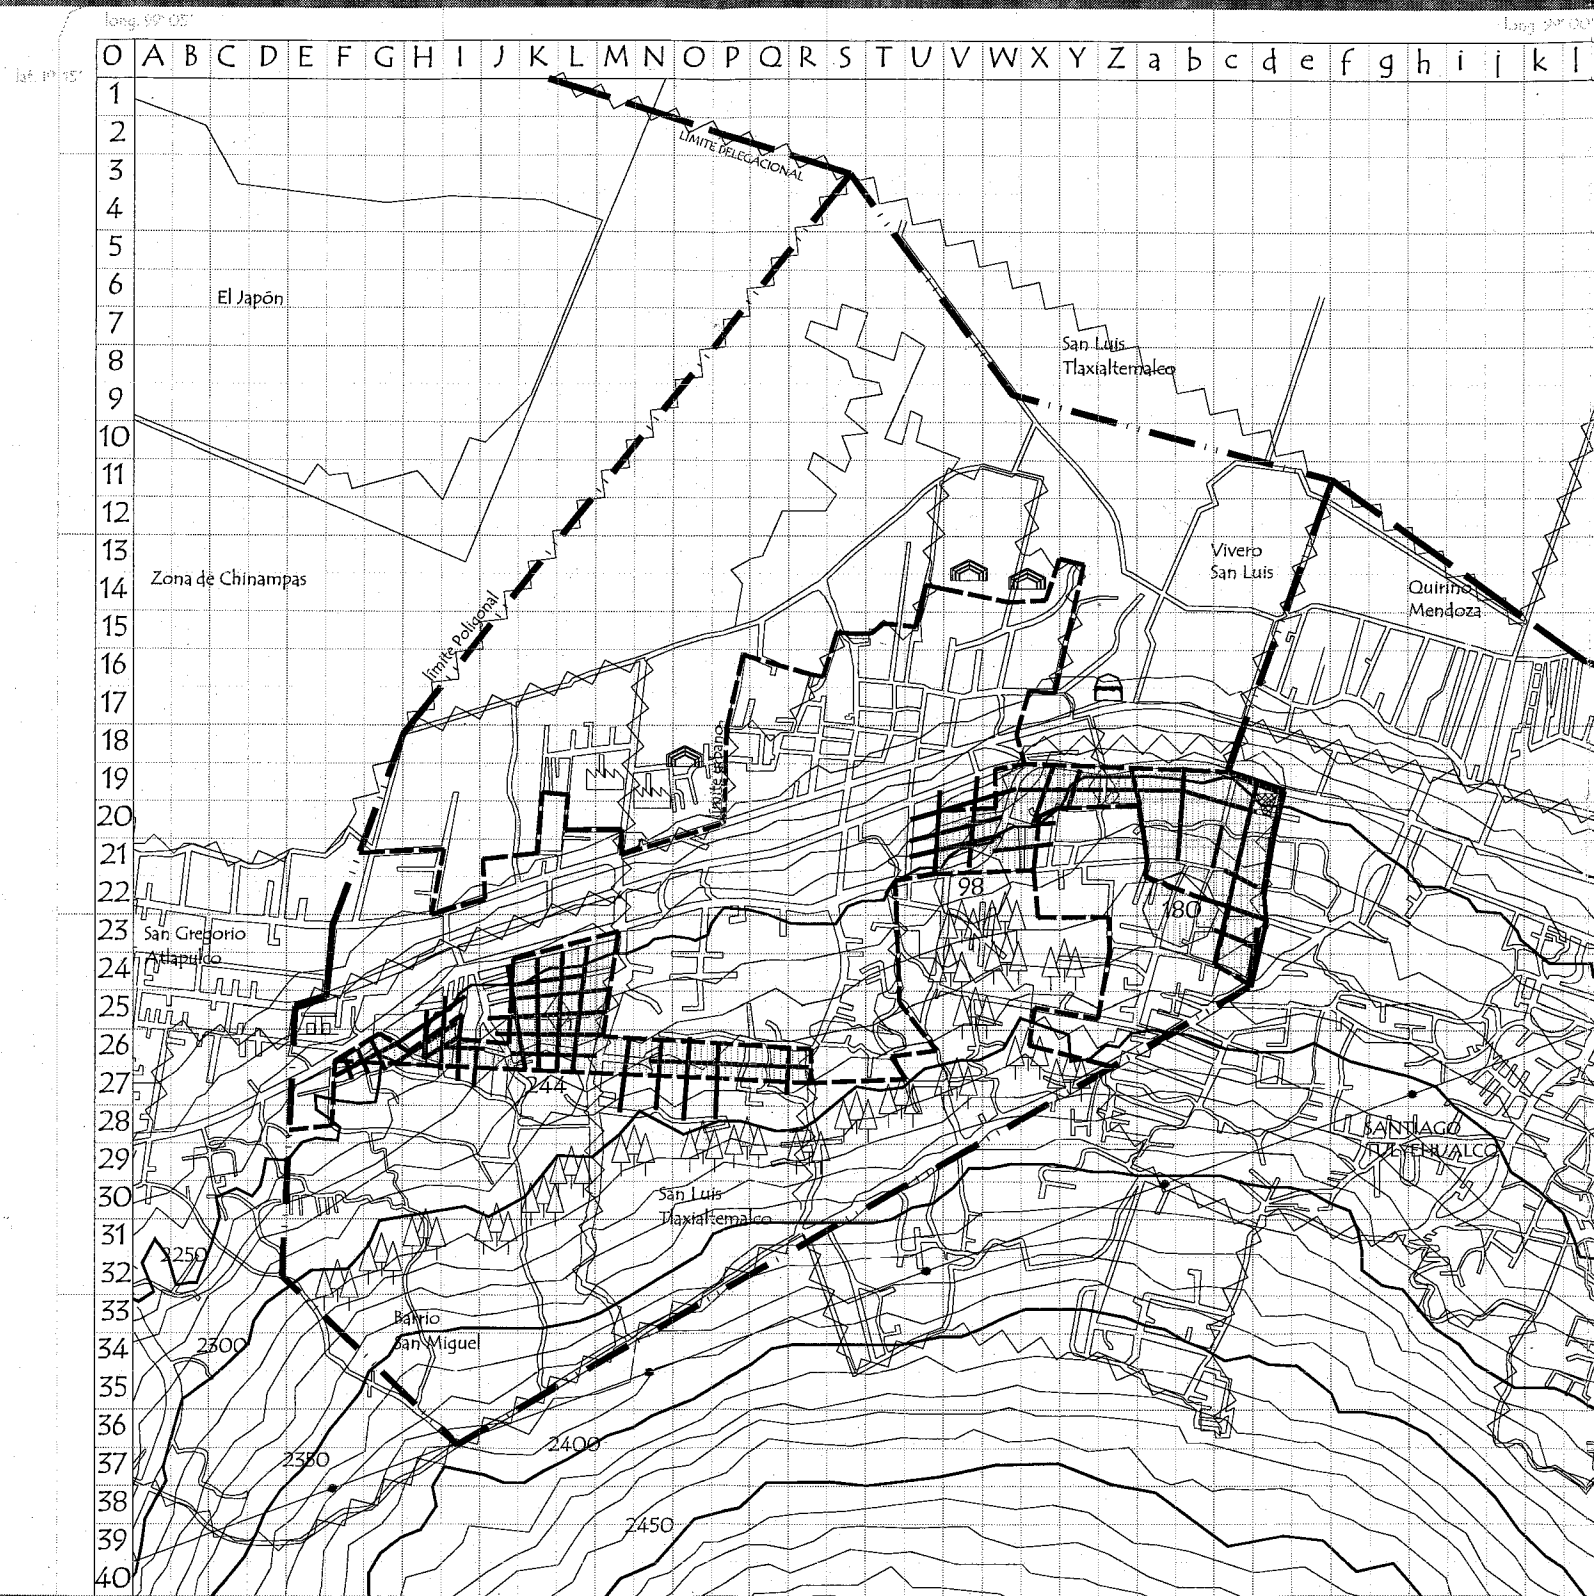 long. 99° 05'
long. 99° 00'
lat. 19° 15'
O A B C D E F G H I J K L M N O P Q R S T U V W X Y Z a b c d e f g h i j k l
1
2
3
4
5
6
7
8
9
10
11
12
13
14
15
16
17
18
19
20
21
22
23
24
25
26
27
28
29
30
31
32
33
34
35
36
37
38
39
40
LIMITE DELEGACIONAL
El Japón
San Luis
Tlaxialtemalco
Vivero
San Luis
Zona de Chinampas
Quirino
Mendoza
límite Poligonal
límite Urbano
98
180
San Gregorio
Atlapulco
244
SANTIAGO
TULYEHUALCO
San Luis
Tlaxialtemalco
2250
Barrio
San Miguel
2300
2400
2350
2450